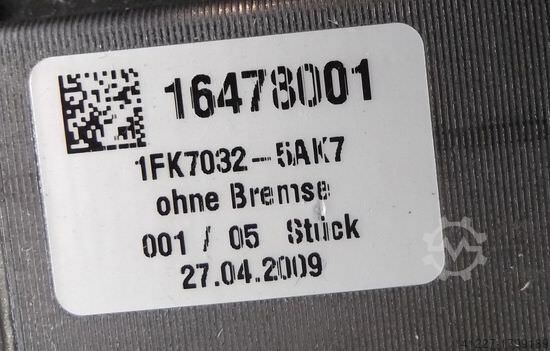 16478001
1FK7032-5AK7
ohne Bremse
001 / 05 Stück
27.04.2009